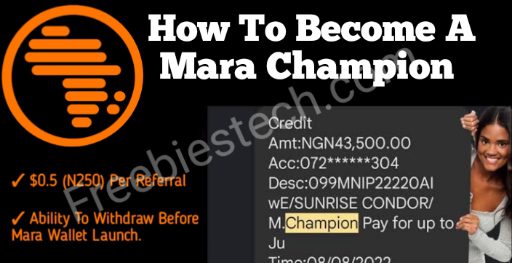 How To Become A
Mara Champion
Freebiestech.com
✓ $0.5 (N250) Per Referral
✓ Ability To Withdraw Before
Mara Wallet Launch.
Credit
Amt:NGN43,500.00
Acc:072******304
Desc:099MNIP22220AI
wE/SUNRISE CONDOR/
M.Champion Pay for up to
Ju
Time:08/08/2022